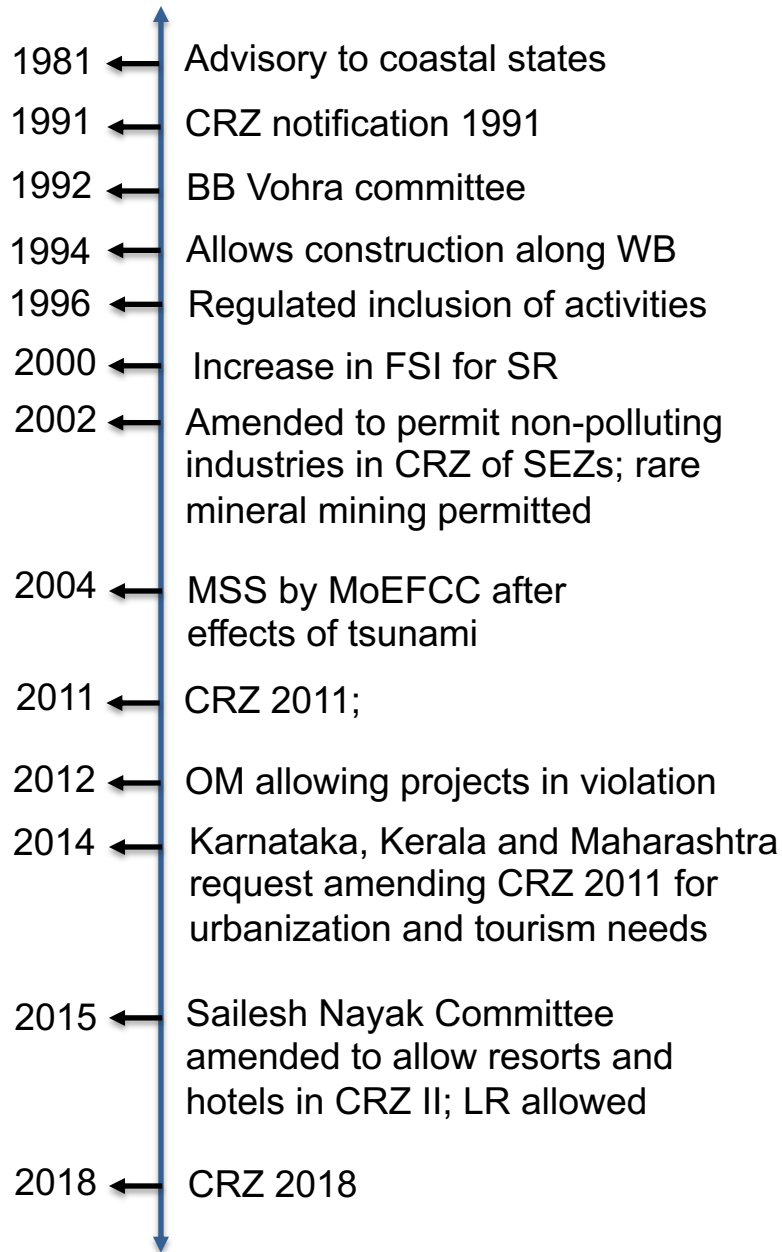 1981 Advisory to coastal states
1991 CRZ notification 1991
1992 BB Vohra committee
1994 Allows construction along WB
1996 Regulated inclusion of activities
2000 Increase in FSI for SR
2002 Amended to permit non-polluting
industries in CRZ of SEZs; rare
mineral mining permitted
2004 MSS by MoEFCC after
effects of tsunami
2011 CRZ 2011;
2012 OM allowing projects in violation
2014 Karnataka, Kerala and Maharashtra
request amending CRZ 2011 for
urbanization and tourism needs
2015 Sailesh Nayak Committee
amended to allow resorts and
hotels in CRZ II; LR allowed
2018 CRZ 2018